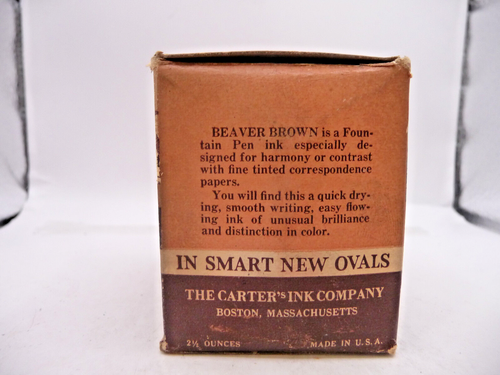 BEAVER BROWN is a Foun-
tain Pen ink especially de-
signed for harmony or contrast
with fine tinted correspondence
papers.
You will find this a quick dry-
ing, smooth writing, easy flow-
ing ink of unusual brilliance
and distinction in color.
IN SMART NEW OVALS
THE CARTER'S INK COMPANY
BOSTON, MASSACHUSETTS
2½ OUNCES MADE IN U.S.A.